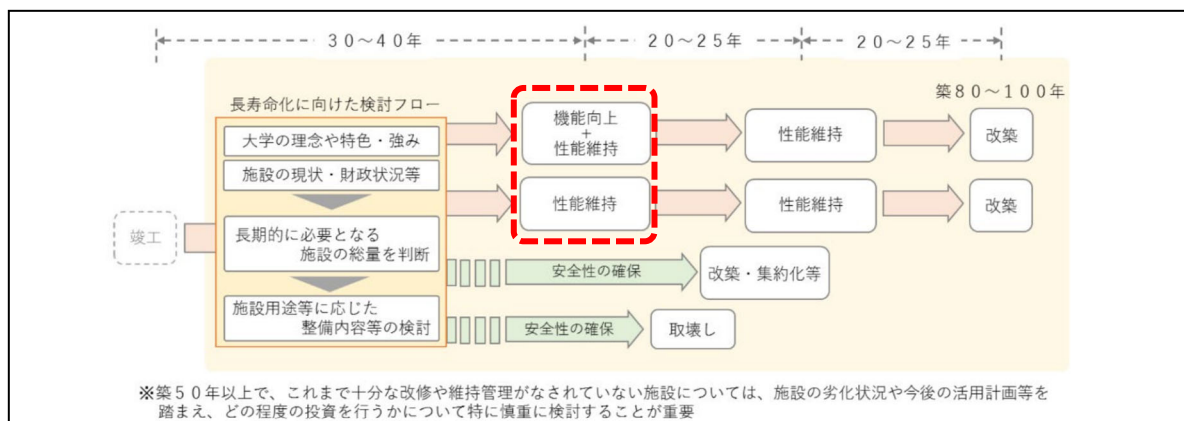 ３０～４０年
２０～２５年
２０～２５年
築８０～１００年
長寿命化に向けた検討フロー
大学の理念や特色・強み
施設の現状・財政状況等
長期的に必要となる
施設の総量を判断
施設用途等に応じた
整備内容等の検討
竣工
機能向上
＋
性能維持
性能維持
改築
性能維持
性能維持
改築
安全性の確保
改築・集約化等
安全性の確保
取壊し
※築５０年以上で、これまで十分な改修や維持管理がなされていない施設については、施設の劣化状況や今後の活用計画等を
踏まえ、どの程度の投資を行うかについて特に慎重に検討することが重要